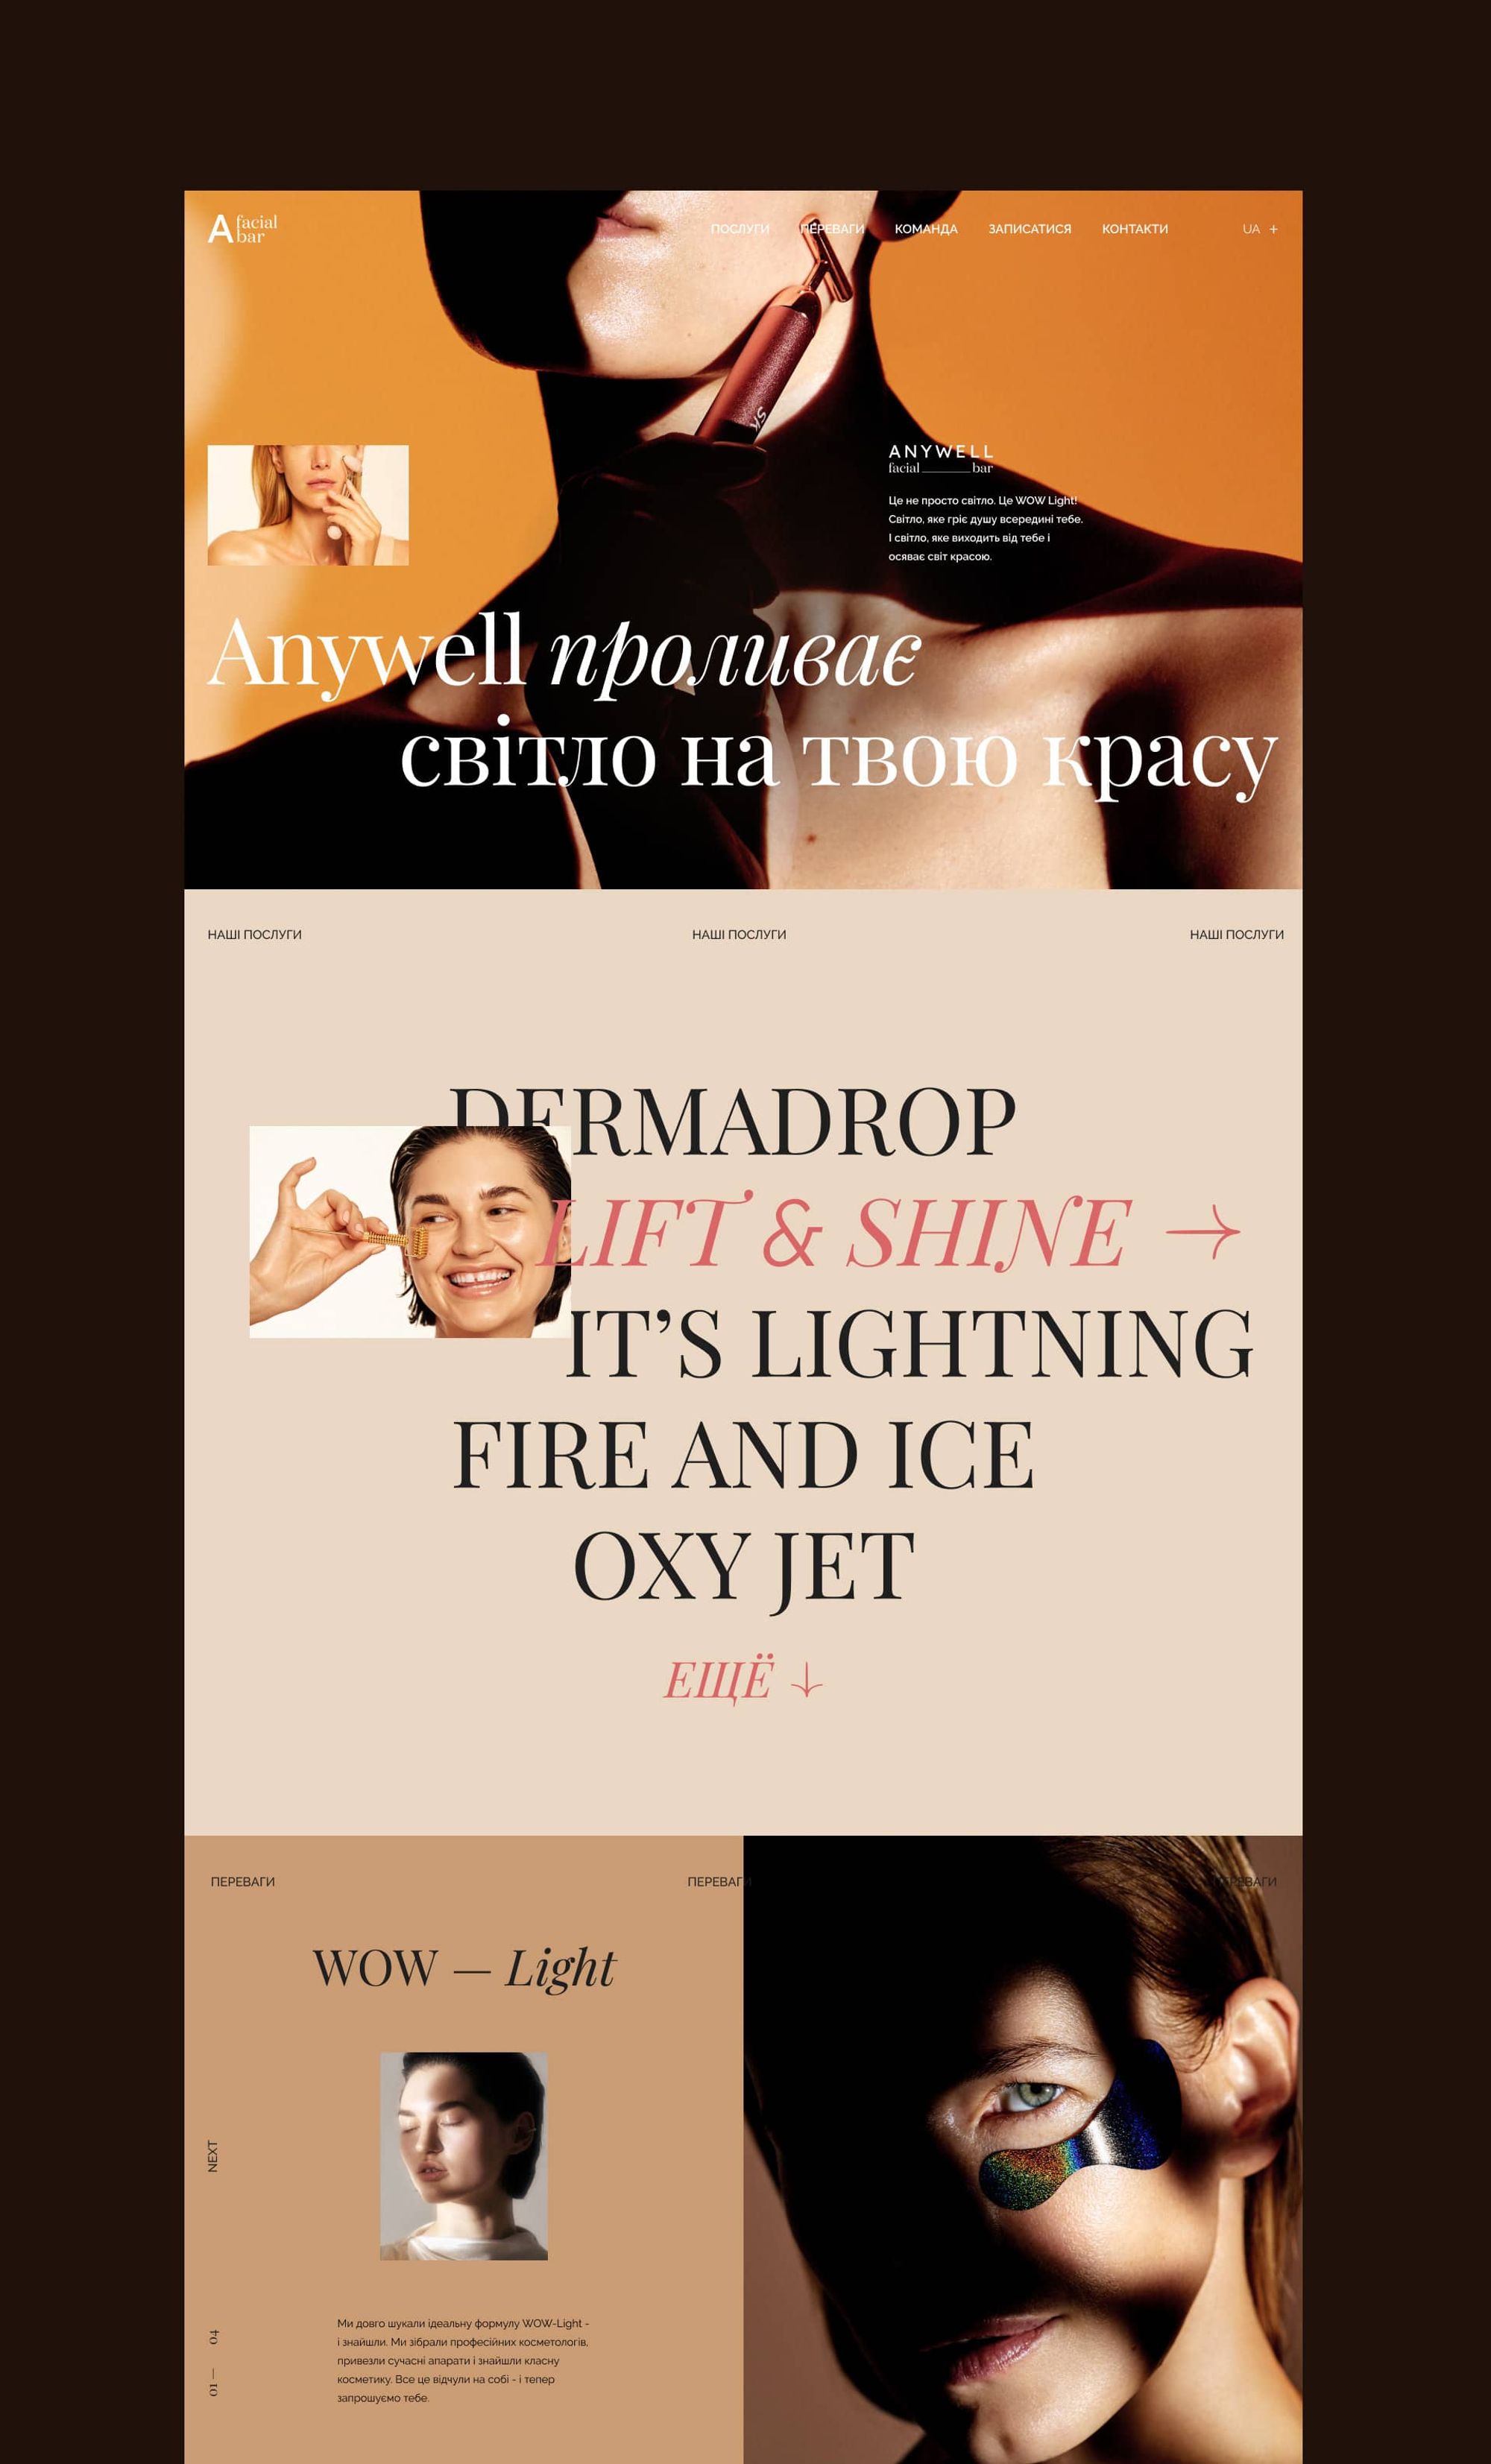 A facial
bar
ПОСЛУГИ ПЕРЕВАГИ КОМАНДА ЗАПИСАТИСЯ КОНТАКТИ UA +
ANYWELL
facial bar
Це не просто світло. Це WOW Light!
Світло, яке гріє душу всередині тебе.
І світло, яке виходить від тебе і
осяває світ красою.
Anywell проливає
світло на твою красу
НАШІ ПОСЛУГИ НАШІ ПОСЛУГИ НАШІ ПОСЛУГИ
DERMADROP
LIFT & SHINE →
IT’S LIGHTNING
FIRE AND ICE
OXY JET
ЕЩЁ ↓
ПЕРЕВАГИ ПЕРЕВАГИ ПЕРЕВАГИ
WOW — Light
NEXT
Ми довго шукали ідеальну формулу WOW-Light -
і знайшли. Ми зібрали професійних косметологів,
привезли сучасні апарати і знайшли класну
косметику. Все це відчули на собі - і тепер
запрошуємо тебе.
01 — 04